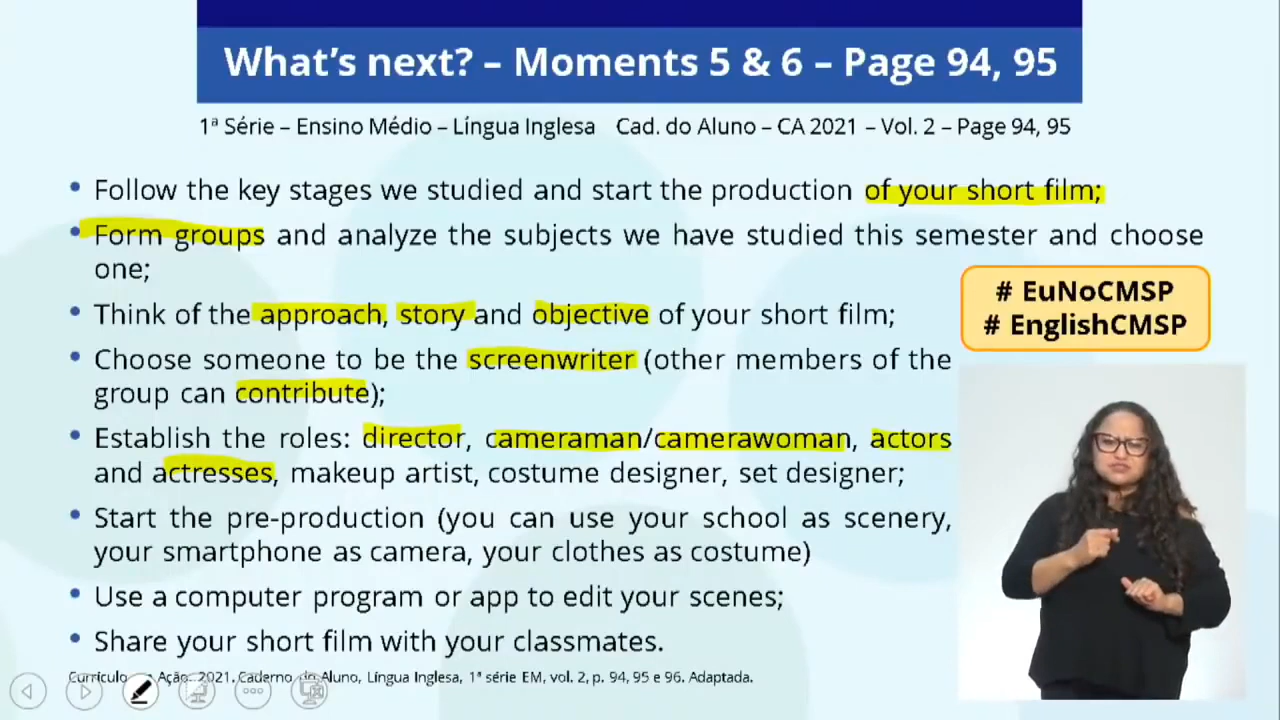 What's next? – Moments 5 & 6 – Page 94, 95
1ª Série – Ensino Médio – Língua Inglesa Cad. do Aluno – CA 2021 – Vol. 2 – Page 94, 95
• Follow the key stages we studied and start the production of your short film;
• Form groups and analyze the subjects we have studied this semester and choose
one;
# EuNoCMSP
# EnglishCMSP
• Think of the approach, story and objective of your short film;
• Choose someone to be the screenwriter (other members of the
group can contribute);
• Establish the roles: director, cameraman/camerawoman, actors
and actresses, makeup artist, costume designer, set designer;
• Start the pre-production (you can use your school as scenery,
your smartphone as camera, your clothes as costume)
• Use a computer program or app to edit your scenes;
• Share your short film with your classmates.
Currículo Ação. 2021. Caderno do Aluno, Língua Inglesa, 1ª série EM, vol. 2, p. 94, 95 e 96. Adaptada.